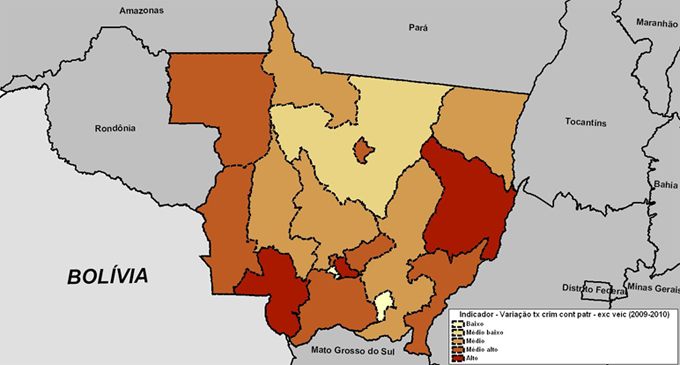 Amazonas
Pará
Maranhão
Rondônia
Tocantins
Bahia
BOLÍVIA
Distrito Federal
Minas Gerais
Mato Grosso do Sul
Indicador - Variação tx crim cont patr - exc veic (2009-2010)
Baixo
Médio baixo
Médio
Médio alto
Alto